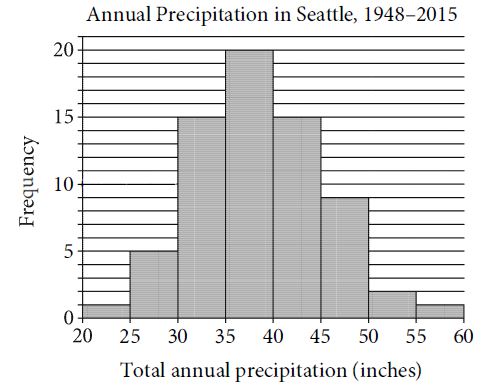 Annual Precipitation in Seattle, 1948–2015
Frequency
20
15
10
5
0
20 25 30 35 40 45 50 55 60
Total annual precipitation (inches)